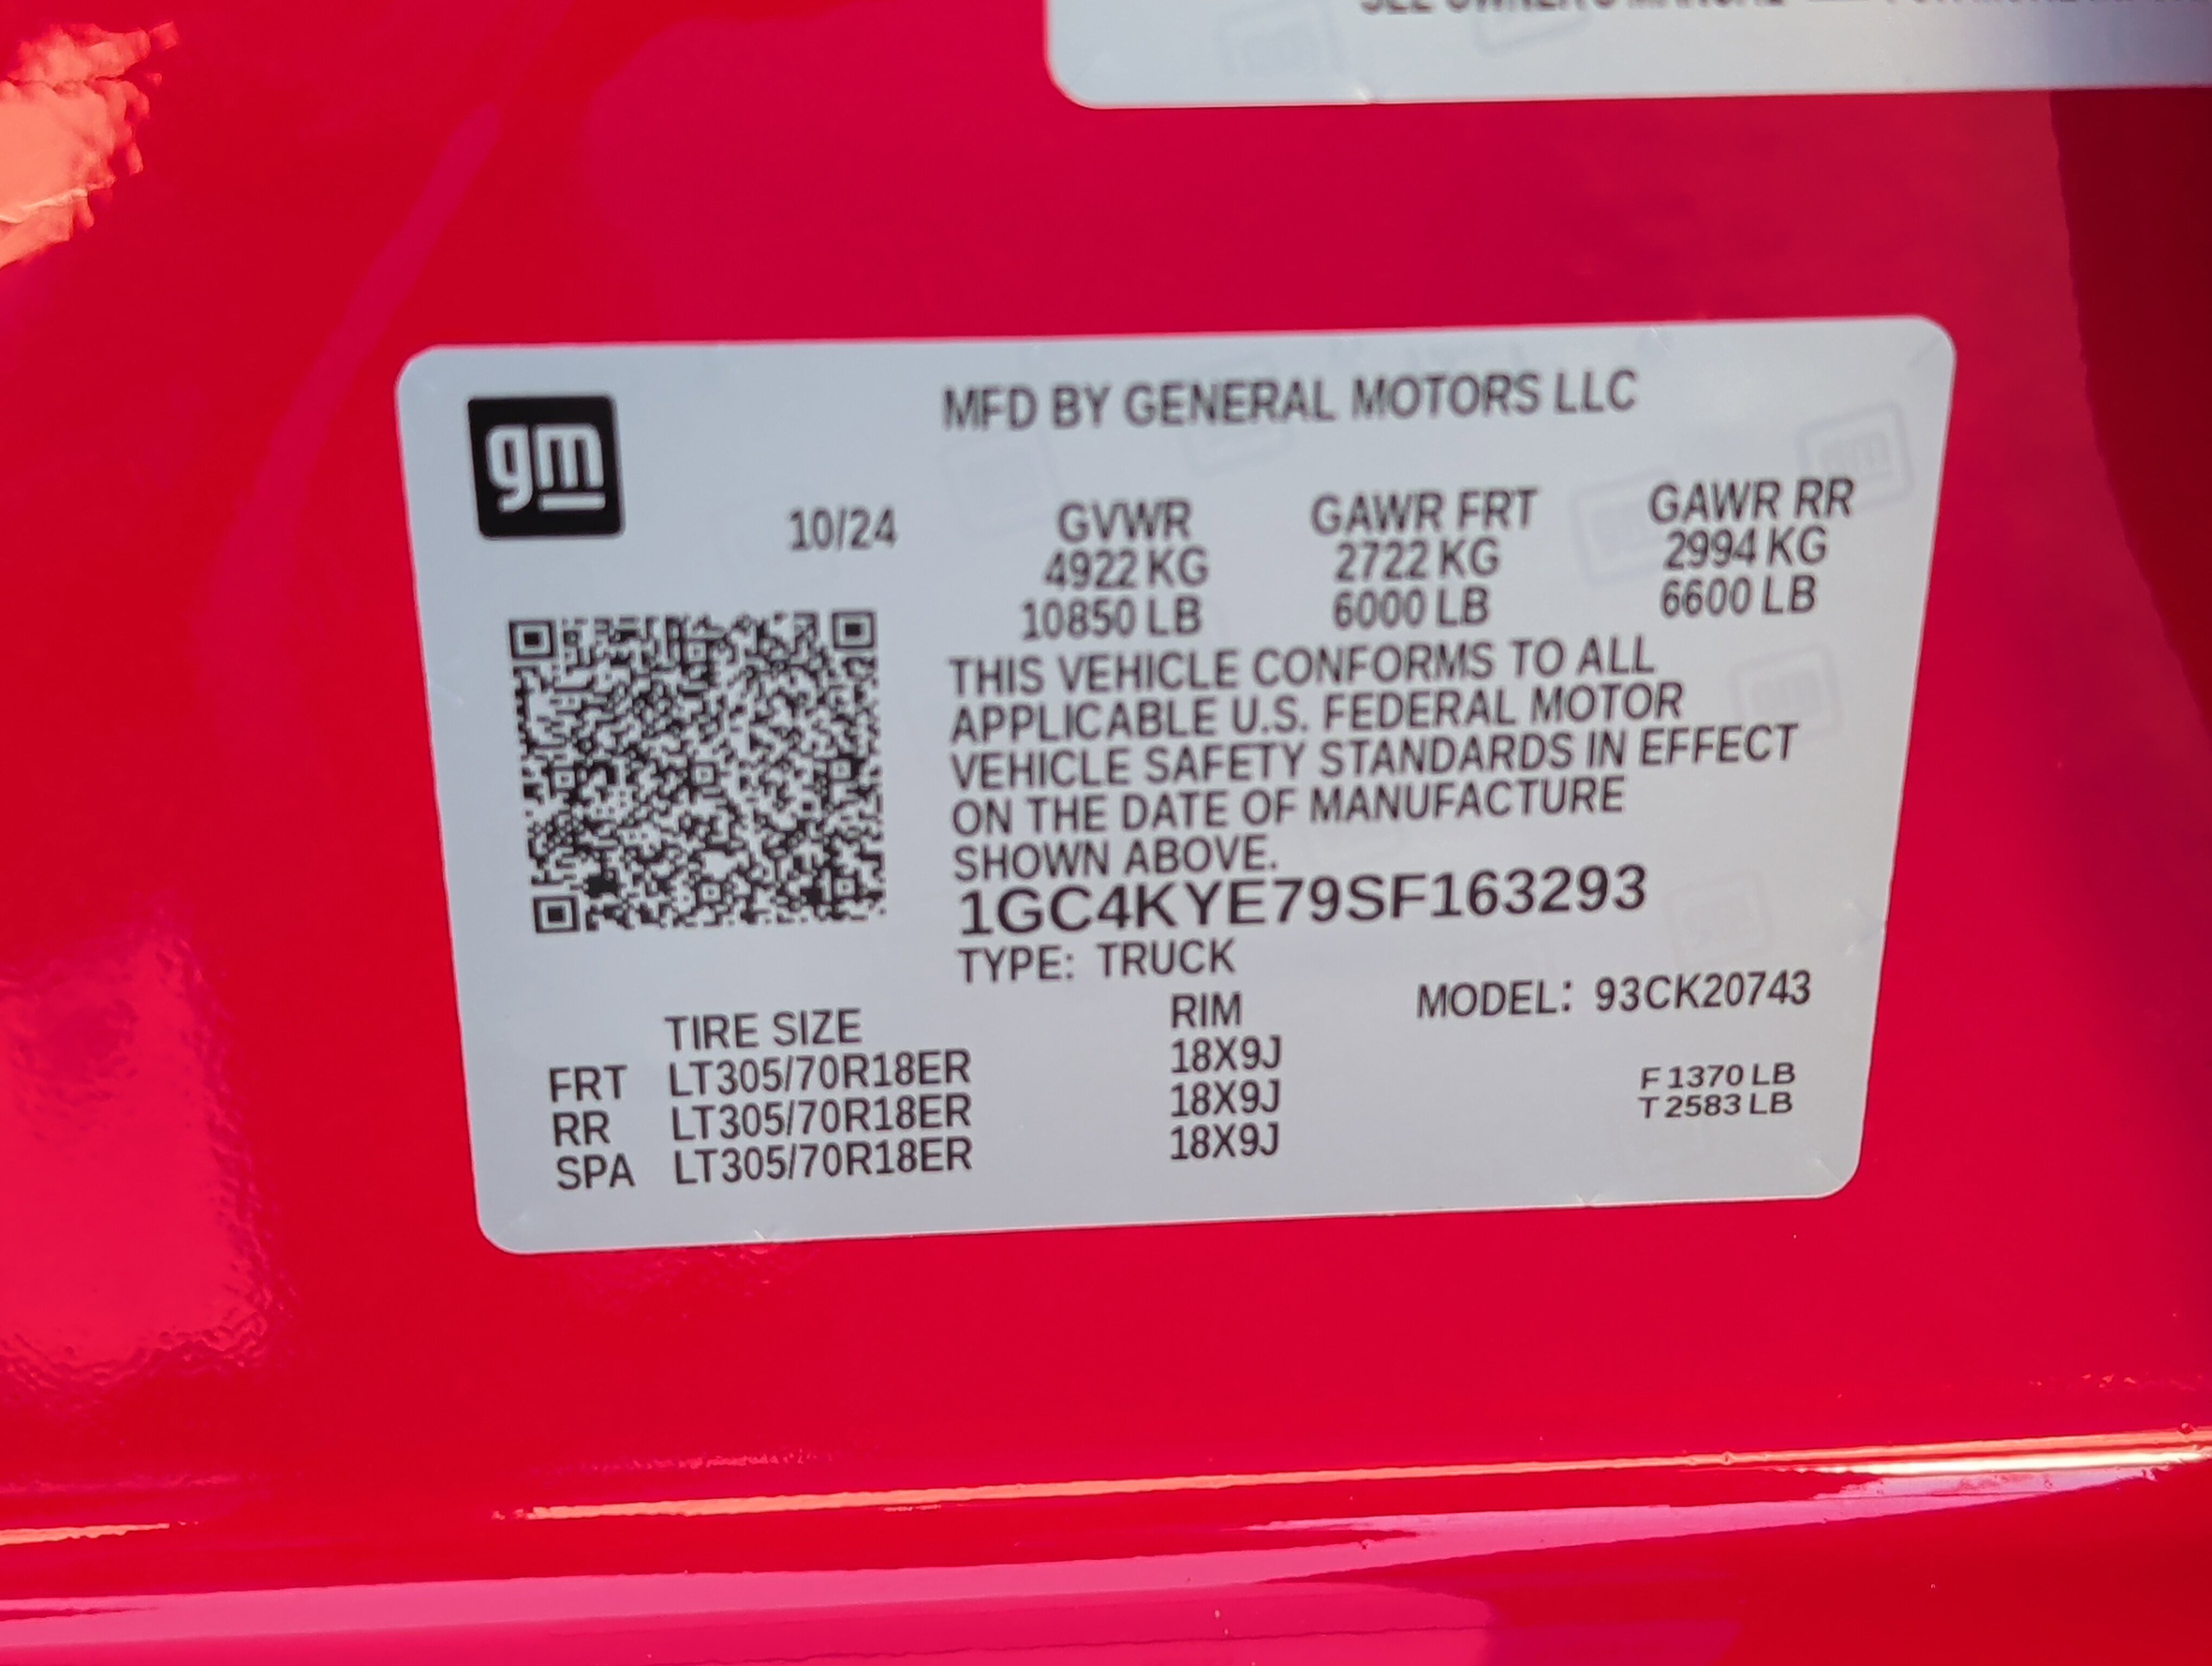 SEE OWNER'S MANUAL
gm
MFD BY GENERAL MOTORS LLC
10/24
GVWR GAWR FRT GAWR RR
4922 KG 2722 KG 2994 KG
10850 LB 6000 LB 6600 LB
THIS VEHICLE CONFORMS TO ALL
APPLICABLE U.S. FEDERAL MOTOR
VEHICLE SAFETY STANDARDS IN EFFECT
ON THE DATE OF MANUFACTURE
SHOWN ABOVE.
1GC4KYE79SF163293
TYPE: TRUCK
MODEL: 93CK20743
TIRE SIZE RIM
FRT LT305/70R18ER 18X9J
RR LT305/70R18ER 18X9J
SPA LT305/70R18ER 18X9J
F 1370 LB
T 2583 LB